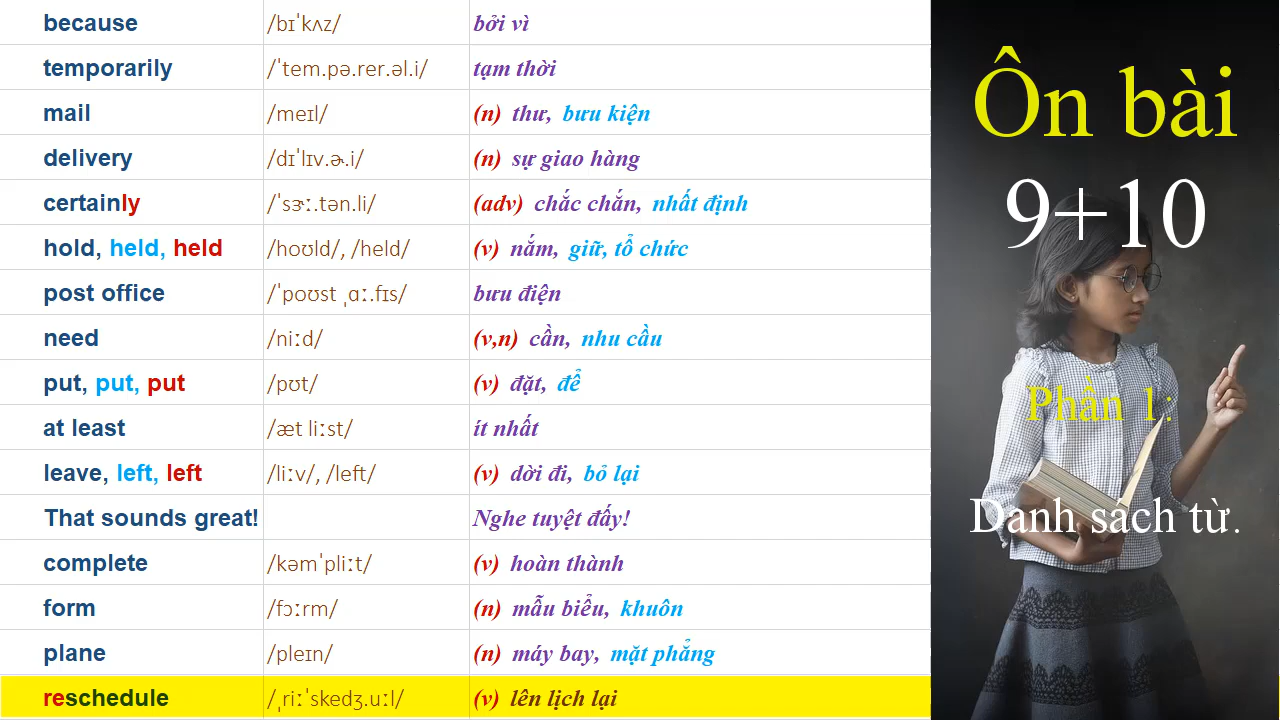 because /bɪˈkʌz/ bởi vì
temporarily /ˈtem.pə.rer.əl.i/ tạm thời
mail /meɪl/ (n) thư, bưu kiện
delivery /dɪˈlɪv.ɚ.i/ (n) sự giao hàng
certainly /ˈsɝː.tən.li/ (adv) chắc chắn, nhất định
hold, held, held /hoʊld/, /held/ (v) nắm, giữ, tổ chức
post office /ˈpoʊst ˌɑː.fɪs/ bưu điện
need /niːd/ (v,n) cần, nhu cầu
put, put, put /pʊt/ (v) đặt, để
at least /æt liːst/ ít nhất
leave, left, left /liːv/, /left/ (v) dời đi, bỏ lại
That sounds great! Nghe tuyệt đấy!
complete /kəmˈpliːt/ (v) hoàn thành
form /fɔːrm/ (n) mẫu biểu, khuôn
plane /pleɪn/ (n) máy bay, mặt phẳng
reschedule /ˌriːˈskedʒ.uːl/ (v) lên lịch lại
Ôn bài
9+10
Phần 1:
Danh sách từ.